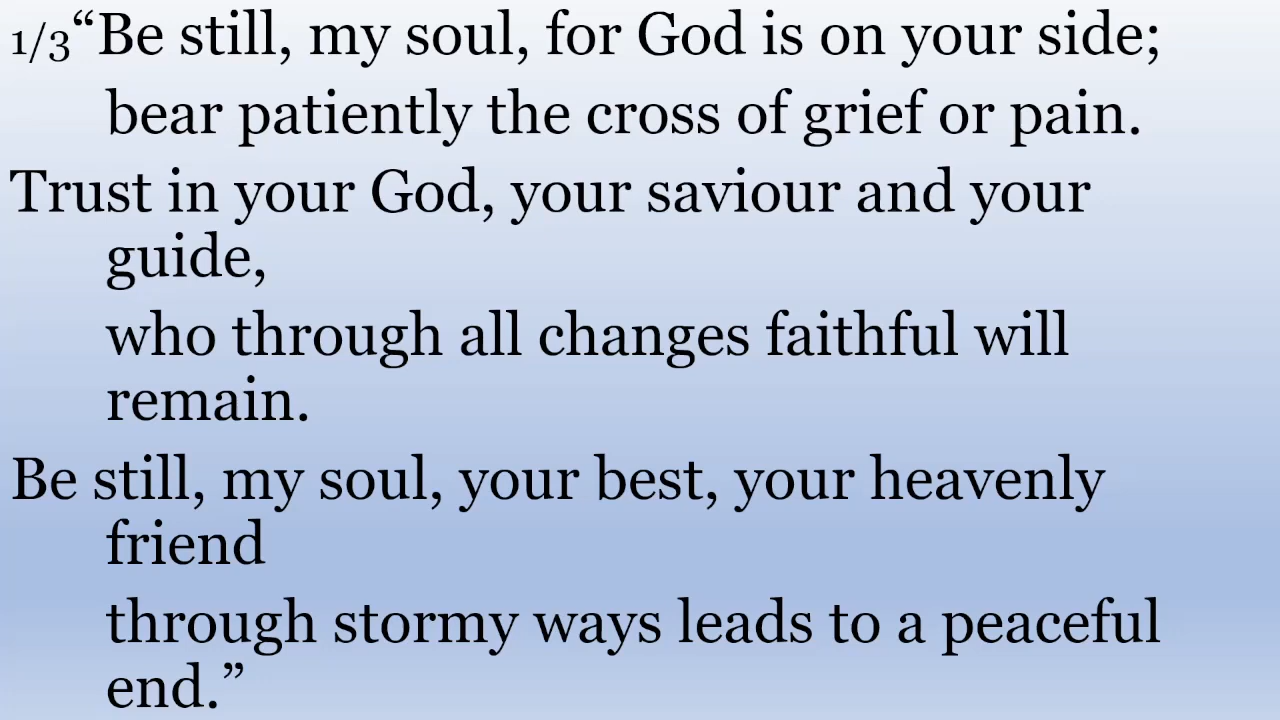 1/3“Be still, my soul, for God is on your side;
bear patiently the cross of grief or pain.
Trust in your God, your saviour and your
guide,
who through all changes faithful will
remain.
Be still, my soul, your best, your heavenly
friend
through stormy ways leads to a peaceful
end.”